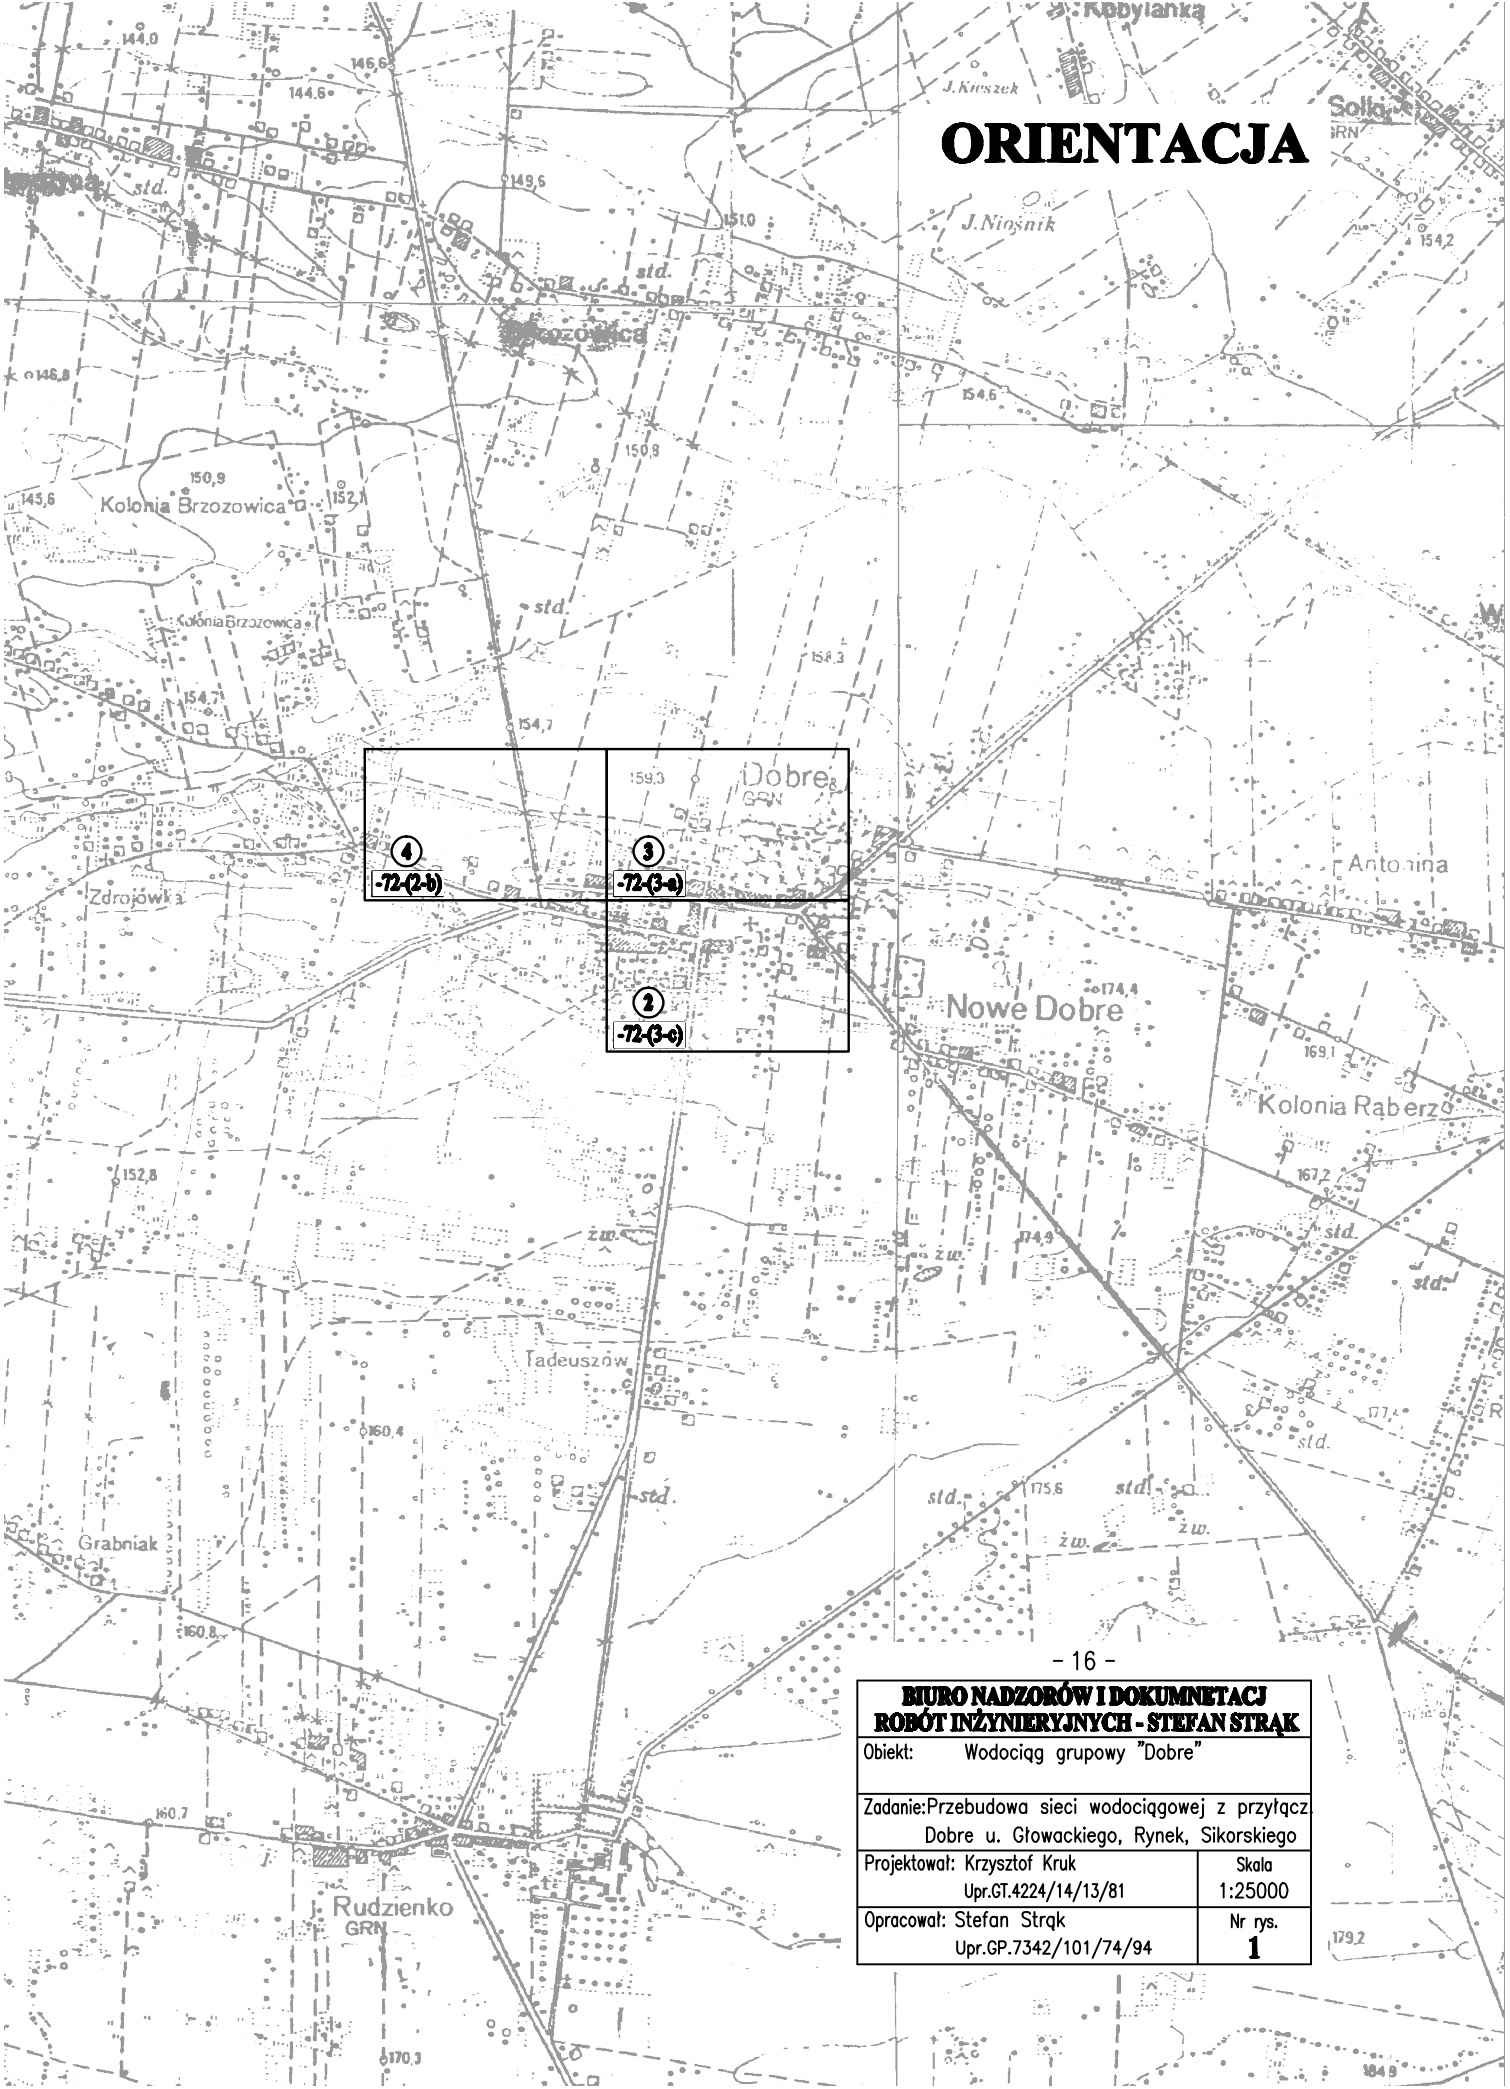 Kobylanka
144,0
146,6
144,6
J.Kieszek
ORIENTACJA
GRN
std.
149,6
151,0
J.Niośnik
154,2
std.
146,8
154,6
150,8
150,9
145,6
Kolonia Brzozowica
152,1
std.
Kolonia Brzozowica
158,3
154,7
154,7
159,3
Dobre
GRN
4
3
-72-(2-b)
-72-(3-a)
Antonina
Zdrojówka
2
-72-(3-c)
174,4
Nowe Dobre
169,1
Kolonia Rąbierz
152,8
167,2
żw.
żw.
174,9
std.
std.
Tadeuszów
160,4
177,4
std.
std.
std.
175,6
std.
żw.
żw.
Grabniak
160,8
- 16 -
BIURO NADZORÓW I DOKUMNETACJ
ROBÓT INŻYNIERYJNYCH - STEFAN STRĄK
Obiekt: Wodociąg grupowy "Dobre"
Zadanie:Przebudowa sieci wodociągowej z przyłącz.
Dobre u. Głowackiego, Rynek, Sikorskiego
Projektował: Krzysztof Kruk
Upr.GT.4224/14/13/81
Skala
1:25000
Opracował: Stefan Strąk
Upr.GP.7342/101/74/94
Nr rys.
1
160,7
Rudzienko
GRN
179,2
170,3
184,9